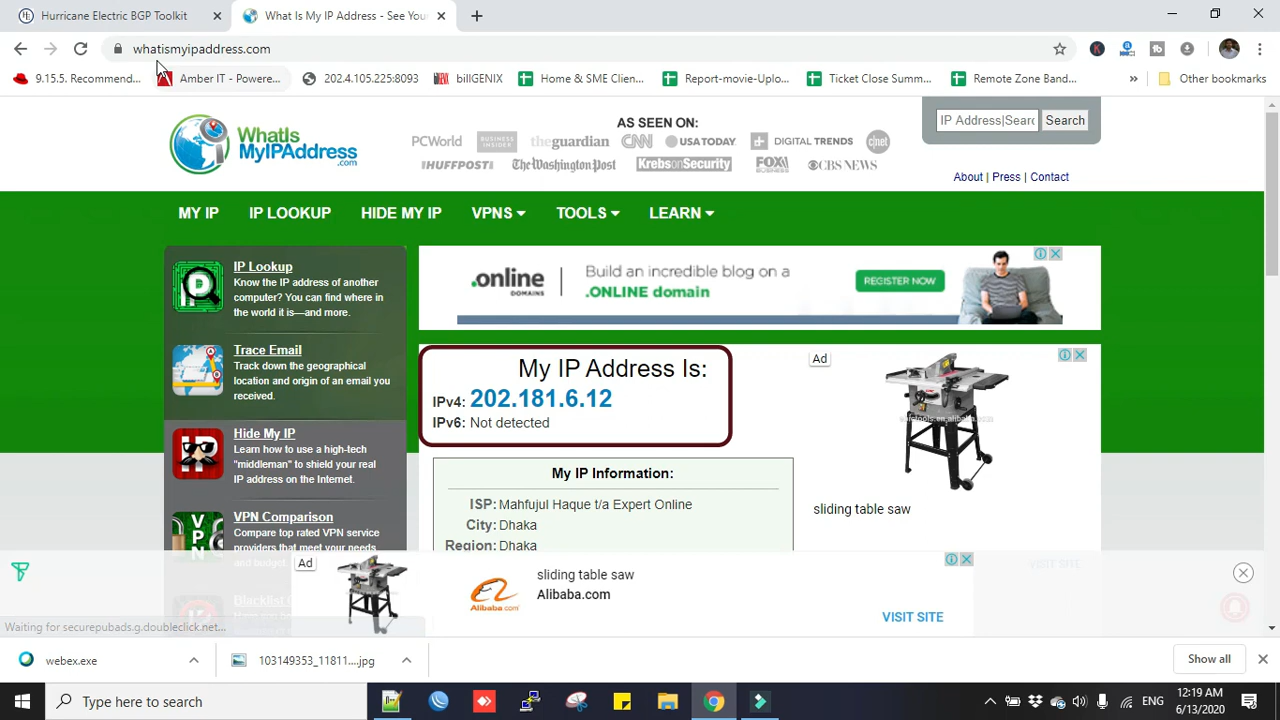 Hurricane Electric BGP Toolkit
What Is My IP Address - See You
whatismyipaddress.com
9.15.5. Recommend...
Amber IT - Powere...
202.4.105.225:8093
billGENIX
Home & SME Clien...
Report-movie-Uplo...
Ticket Close Summ...
Remote Zone Band...
»
Other bookmarks
WhatIs
MyIPAddress
.com
AS SEEN ON:
PCWorld
BUSINESS
INSIDER
theguardian
CNN
USA TODAY
DIGITAL TRENDS
c|net
HUFFPOST
The Washington Post
KrebsonSecurity
FOX
BUSINESS
CBS NEWS
IP Address|Searc
Search
About | Press | Contact
MY IP
IP LOOKUP
HIDE MY IP
VPNS
TOOLS
LEARN
IP Lookup
Know the IP address of another
computer? You can find where in
the world it is—and more.
Trace Email
Track down the geographical
location and origin of an email you
received.
Hide My IP
Learn how to use a high-tech
"middleman" to shield your real
IP address on the Internet.
VPN Comparison
Compare top rated VPN service
providers that meet your needs
and budget.
.online
DOMAINS
Build an incredible blog on a
.ONLINE domain
REGISTER NOW
My IP Address Is:
IPv4: 202.181.6.12
IPv6: Not detected
My IP Information:
ISP: Mahfujul Haque t/a Expert Online
City: Dhaka
Region: Dhaka
Ad
sliding table saw
Ad
sliding table saw
Alibaba.com
Alibaba.com
VISIT SITE
VISIT SITE
Waiting for securepubads.g.doubleclick.net...
webex.exe
103149353_11811....jpg
Show all
Type here to search
ENG
12:19 AM
6/13/2020